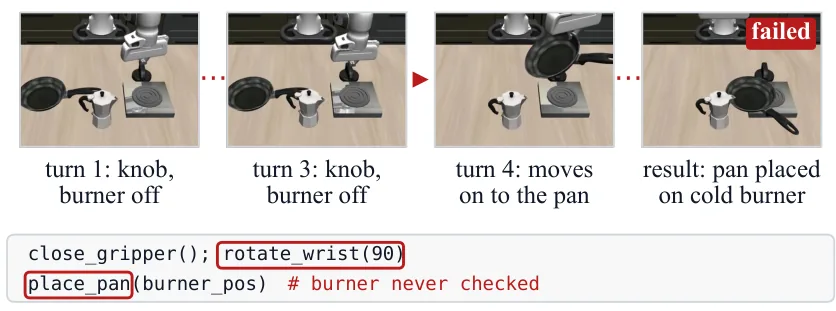 failed
turn 1: knob,
burner off
turn 3: knob,
burner off
turn 4: moves
on to the pan
result: pan placed
on cold burner
close_gripper(); rotate_wrist(90)
place_pan(burner_pos)  # burner never checked